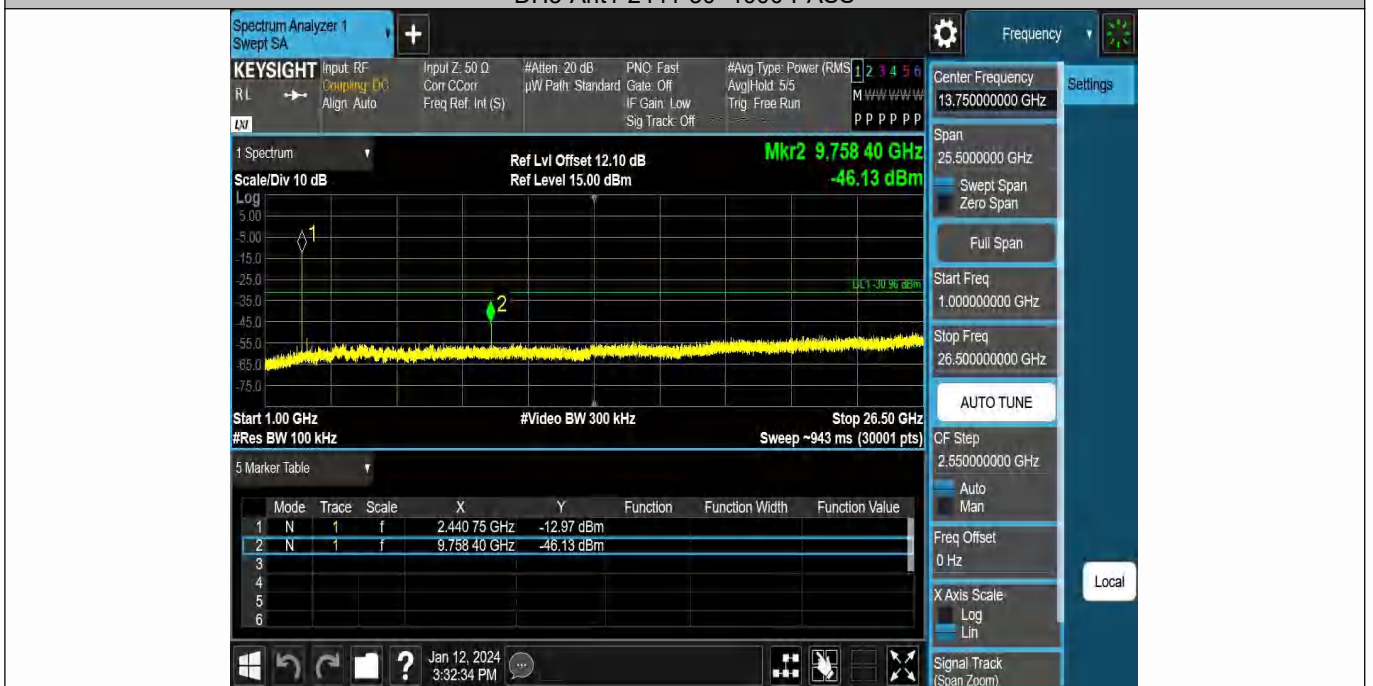 Spectrum Analyzer 1
Swept SA
+
Frequency
KEYSIGHT
RL
LXI
Input: RF
Coupling: DC
Align: Auto
Input Z: 50 Ω
Corr CCorr
Freq Ref: Int (S)
#Atten: 20 dB
µW Path: Standard
PNO: Fast
Gate: Off
IF Gain: Low
Sig Track: Off
#Avg Type: Power (RMS
Avg|Hold: 5/5
Trig: Free Run
1 2 3 4 5 6
M W W W W W
P P P P P P
1 Spectrum
Scale/Div 10 dB
Ref Lvl Offset 12.10 dB
Ref Level 15.00 dBm
Mkr2 9.758 40 GHz
-46.13 dBm
Log
5.00
-5.00
-15.0
-25.0
-35.0
-45.0
-55.0
-65.0
-75.0
1
2
DL1 -30.96 dBm
Start 1.00 GHz
#Video BW 300 kHz
Stop 26.50 GHz
#Res BW 100 kHz
Sweep ~943 ms (30001 pts)
5 Marker Table
Mode Trace Scale X Y Function Function Width Function Value
1 N 1 f 2.440 75 GHz -12.97 dBm
2 N 1 f 9.758 40 GHz -46.13 dBm
3
4
5
6
?
Jan 12, 2024
3:32:34 PM
Center Frequency
13.750000000 GHz
Settings
Span
25.5000000 GHz
Swept Span
Zero Span
Full Span
Start Freq
1.000000000 GHz
Stop Freq
26.500000000 GHz
AUTO TUNE
CF Step
2.550000000 GHz
Auto
Man
Freq Offset
0 Hz
Local
X Axis Scale
Log
Lin
Signal Track
(Span Zoom)